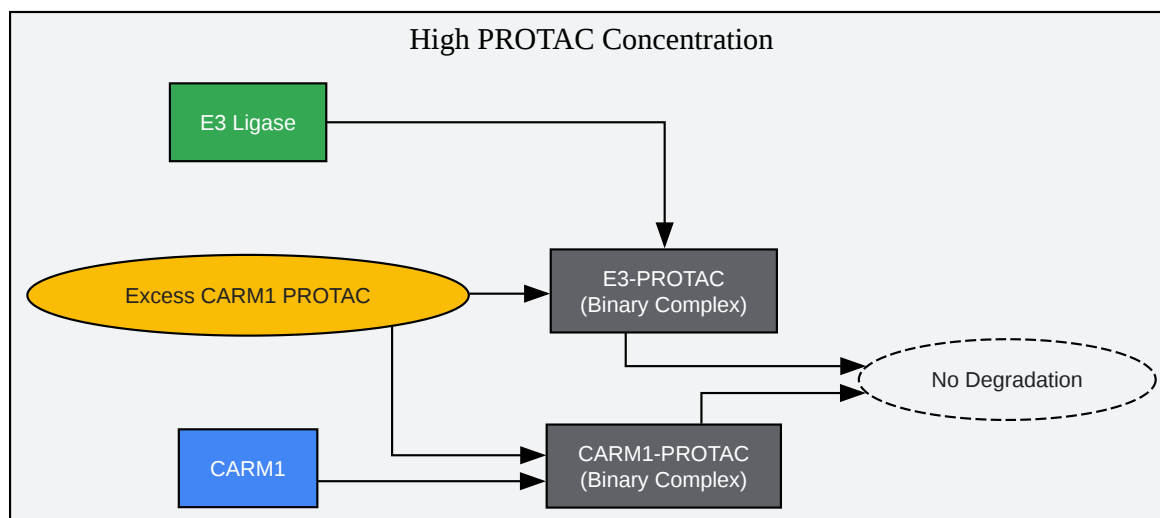 High PROTAC Concentration
E3 Ligase
E3-PROTAC
(Binary Complex)
Excess CARM1 PROTAC
No Degradation
CARM1-PROTAC
(Binary Complex)
CARM1